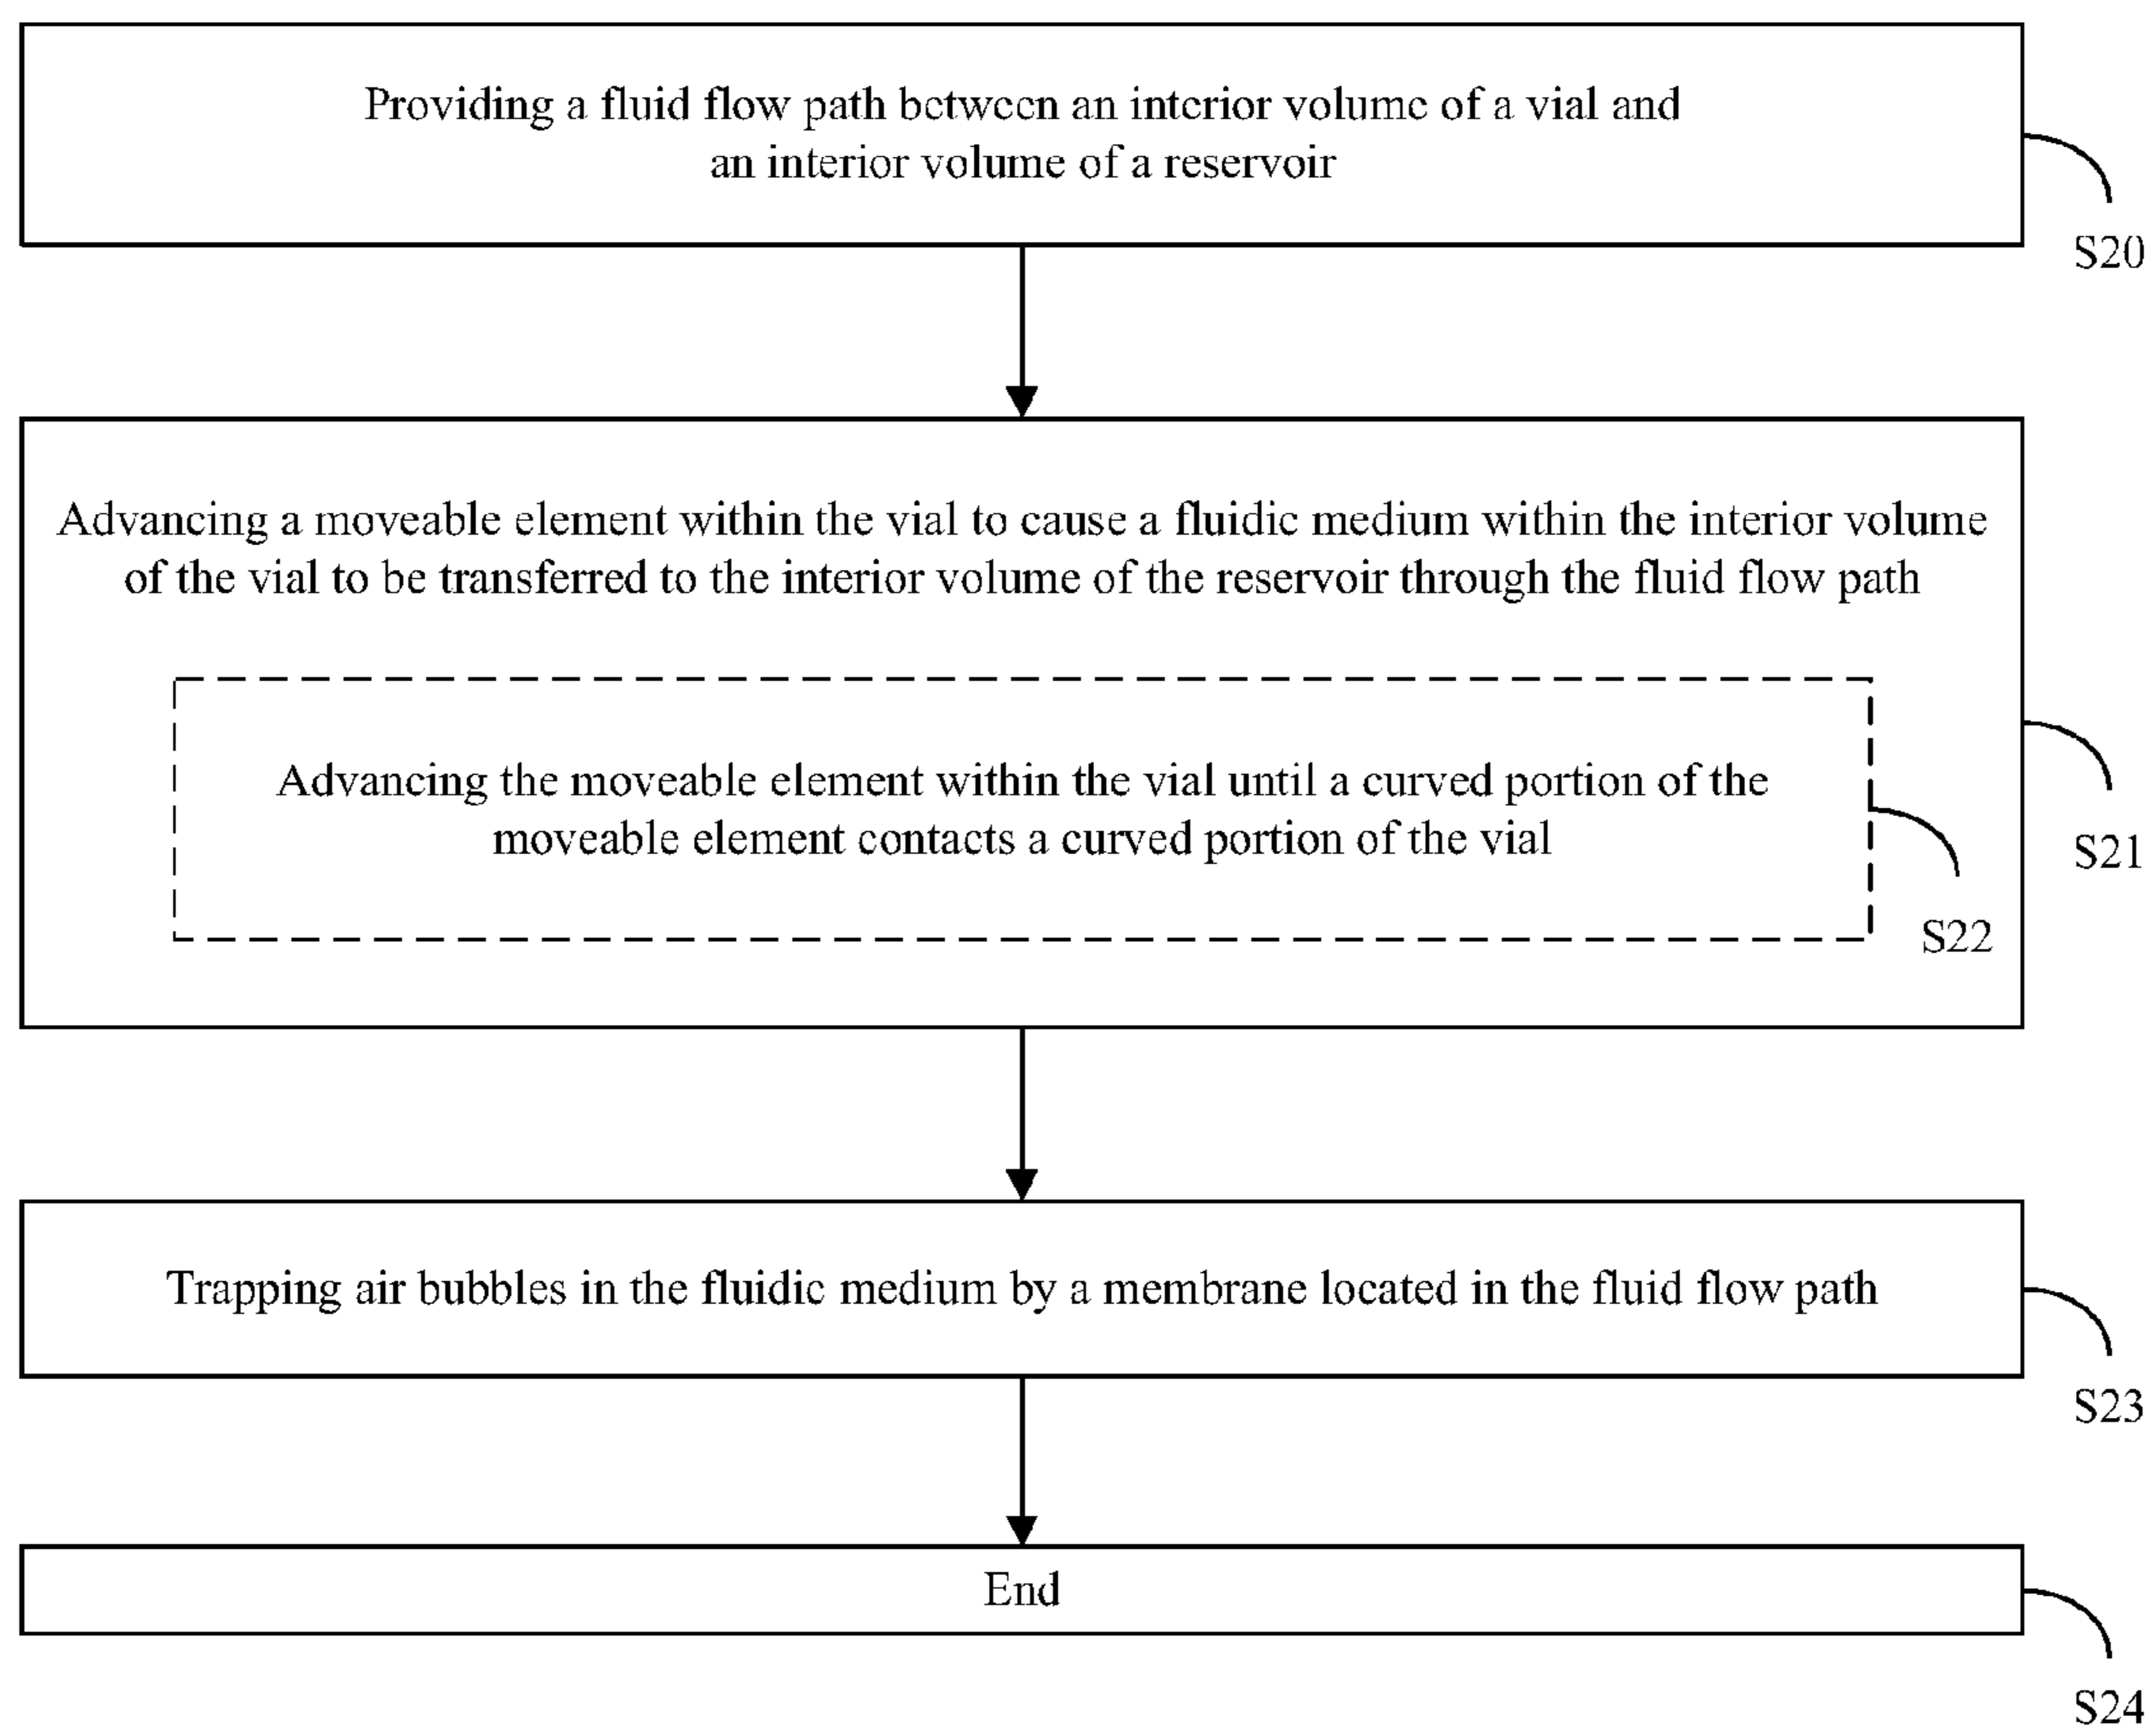 Providing a fluid flow path between an interior volume of a vial and
an interior volume of a reservoir
S20
Advancing a moveable element within the vial to cause a fluidic medium within the interior volume
of the vial to be transferred to the interior volume of the reservoir through the fluid flow path
Advancing the moveable element within the vial until a curved portion of the
moveable element contacts a curved portion of the vial
S21
S22
Trapping air bubbles in the fluidic medium by a membrane located in the fluid flow path
S23
End
S24